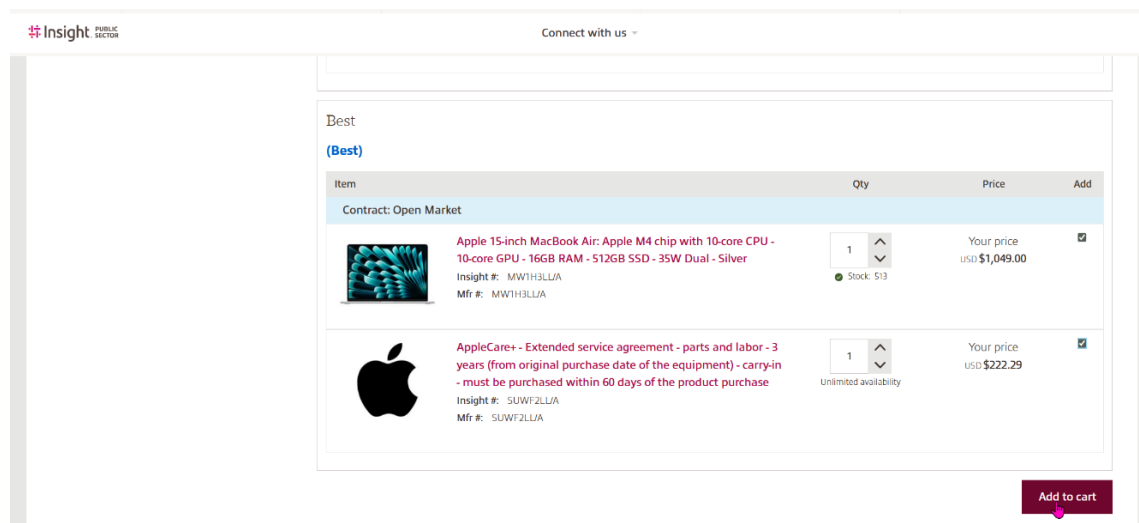 Insight PUBLIC SECTOR
Connect with us
Best
(Best)
Item Qty Price Add
Contract: Open Market
Apple 15-inch MacBook Air: Apple M4 chip with 10-core CPU -
10-core GPU - 16GB RAM - 512GB SSD - 35W Dual - Silver
Insight #: MW1H3LL/A
Mfr #: MW1H3LL/A
1
Stock: 513
Your price
USD $1,049.00
AppleCare+ - Extended service agreement - parts and labor - 3
years (from original purchase date of the equipment) - carry-in
- must be purchased within 60 days of the product purchase
Insight #: SUWF2LL/A
Mfr #: SUWF2LL/A
1
Unlimited availability
Your price
USD $222.29
Add to cart